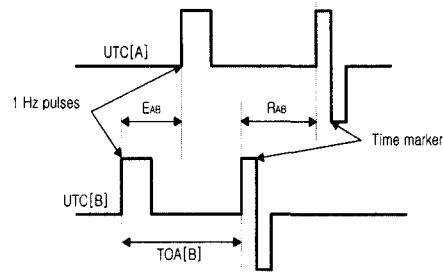 UTC[A]
1 Hz pulses
EAB
RAB
Time marker
UTC[B]
TOA[B]